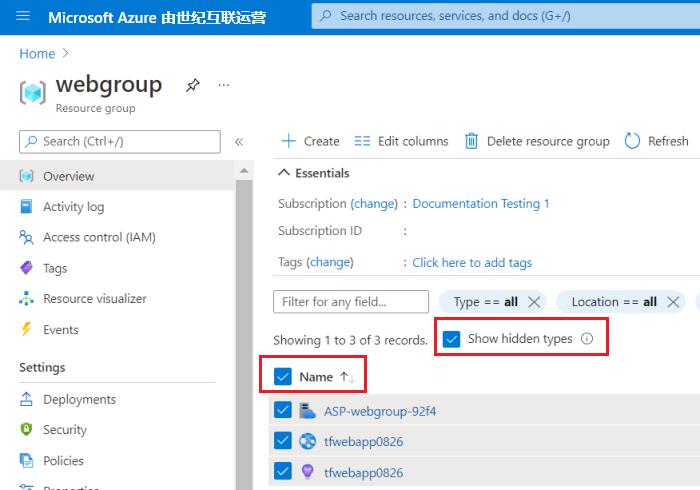 Microsoft Azure 由世纪互联运营
Search resources, services, and docs (G+/)
Home
webgroup
Resource group
Search (Ctrl+/)
Overview
Activity log
Access control (IAM)
Tags
Resource visualizer
Events
Settings
Deployments
Security
Policies
Properties
Create Edit columns Delete resource group Refresh
Essentials
Subscription (change) : Documentation Testing 1
Subscription ID :
Tags (change) : Click here to add tags
Filter for any field... Type == all Location == all
Showing 1 to 3 of 3 records. Show hidden types
Name
ASP-webgroup-92f4
tfwebapp0826
tfwebapp0826